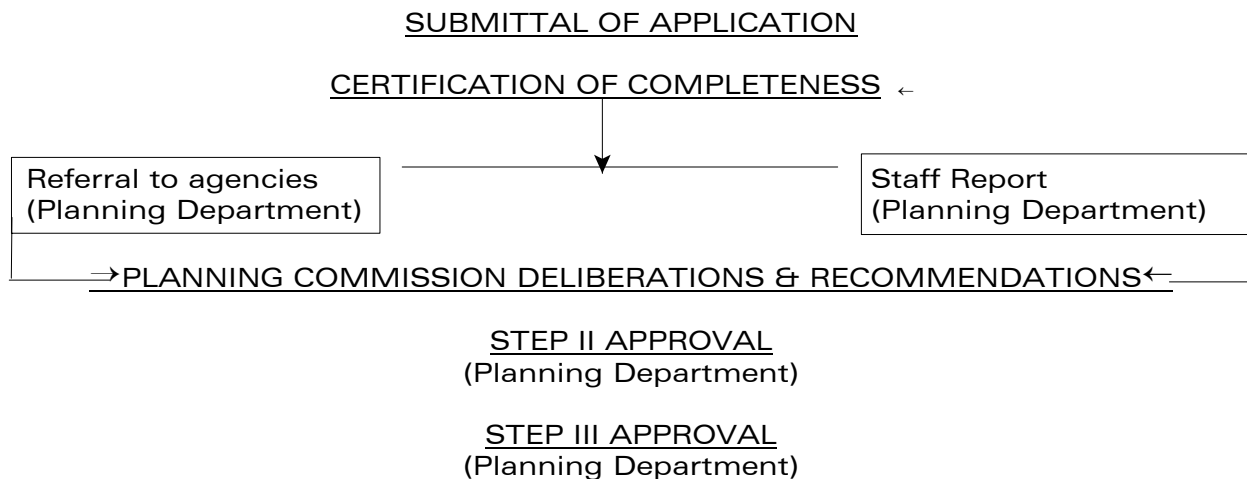 SUBMITTAL OF APPLICATION
CERTIFICATION OF COMPLETENESS ←
Referral to agencies
(Planning Department)
Staff Report
(Planning Department)
→PLANNING COMMISSION DELIBERATIONS & RECOMMENDATIONS←
STEP II APPROVAL
(Planning Department)
STEP III APPROVAL
(Planning Department)